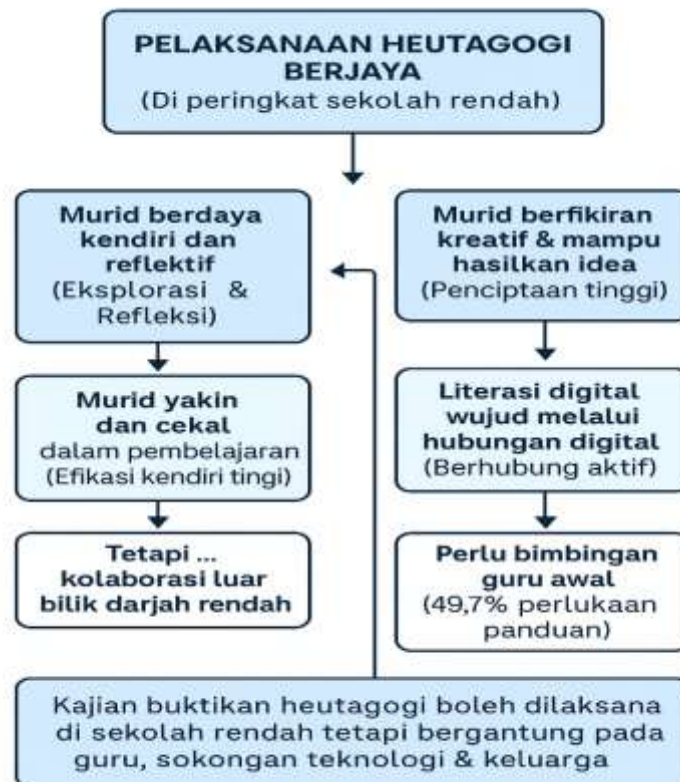 PELAKSANAAN HEUTAGOGI
BERJAYA
(Di peringkat sekolah rendah)
Murid berdaya
kendiri dan
reflektif
(Eksplorasi &
Refleksi)
Murid yakin
dan cekal
dalam pembelajaran
(Efikasi kendiri tingi)
Tetapi ...
kolaborasi luar
bilik darjah rendah
Murid berfikiran
kreatif & mampu
hasilkan idea
(Penciptaan tinggi)
Literasi digital
wujud melalui
hubungan digital
(Berhubung aktif)
Perlu bimbingan
guru awal
(49,7% perlukaan
panduan)
Kajian buktikan heutagogi boleh dilaksana
di sekolah rendah tetapi bergantung pada
guru, sokongan teknologi & keluarga